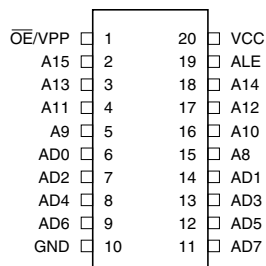 O̅E̅/VPP 1 20 VCC
A15 2 19 ALE
A13 3 18 A14
A11 4 17 A12
A9 5 16 A10
AD0 6 15 A8
AD2 7 14 AD1
AD4 8 13 AD3
AD6 9 12 AD5
GND 10 11 AD7